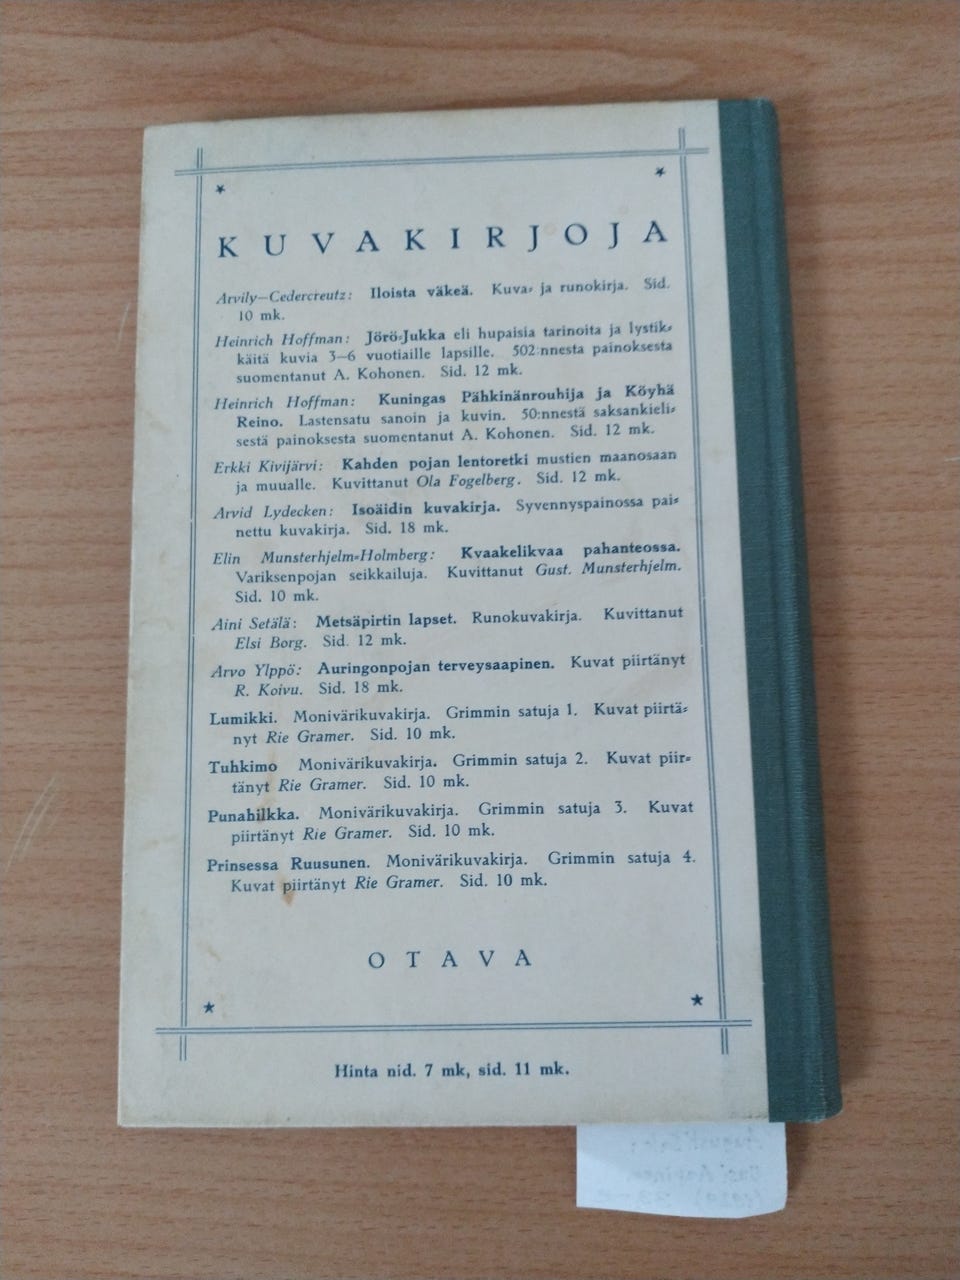 KUVAKIRJOJA
Arvily—Cedercreutz: Iloista väkeä. Kuva- ja runokirja. Sid.
10 mk.
Heinrich Hoffman: Jörö-Jukka eli hupaisia tarinoita ja lystik-
käitä kuvia 3—6 vuotiaille lapsille. 502:nnesta painoksesta
suomentanut A. Kohonen. Sid. 12 mk.
Heinrich Hoffman: Kuningas Pähkinänrouhija ja Köyhä
Reino. Lastensatu sanoin ja kuvin. 50:nnestä saksankieli-
sestä painoksesta suomentanut A. Kohonen. Sid. 12 mk.
Erkki Kivijärvi: Kahden pojan lentoretki mustien maanosaan
ja muualle. Kuvittanut Ola Fogelberg. Sid. 12 mk.
Arvid Lydecken: Isoäidin kuvakirja. Syvennyspainossa pai-
nettu kuvakirja. Sid. 18 mk.
Elin Munsterhjelm-Holmberg: Kvaakelikvaa pahanteossa.
Variksenpojan seikkailuja. Kuvittanut Gust. Munsterhjelm.
Sid. 10 mk.
Aini Setälä: Metsäpirtin lapset. Runokuvakirja. Kuvittanut
Elsi Borg. Sid. 12 mk.
Arvo Ylppö: Auringonpojan terveysaapinen. Kuvat piirtänyt
R. Koivu. Sid. 18 mk.
Lumikki. Monivärikuvakirja. Grimmin satuja 1. Kuvat piirtä-
nyt Rie Gramer. Sid. 10 mk.
Tuhkimo Monivärikuvakirja. Grimmin satuja 2. Kuvat piir-
tänyt Rie Gramer. Sid. 10 mk.
Punahilkka. Monivärikuvakirja. Grimmin satuja 3. Kuvat
piirtänyt Rie Gramer. Sid. 10 mk.
Prinsessa Ruusunen. Monivärikuvakirja. Grimmin satuja 4.
Kuvat piirtänyt Rie Gramer. Sid. 10 mk.
OTAVA
Hinta nid. 7 mk, sid. 11 mk.